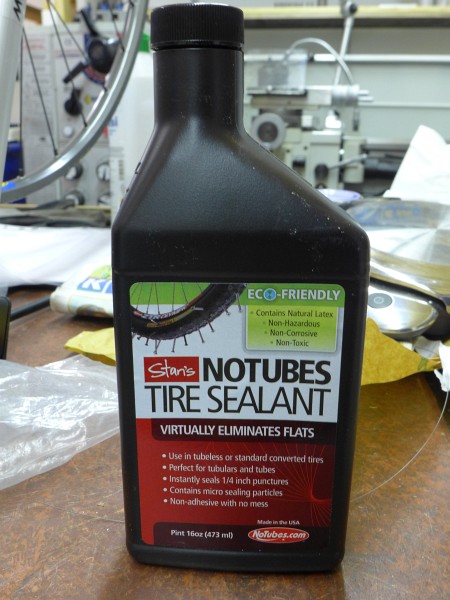 ECO-FRIENDLY
Contains Natural Latex
Non-Hazardous
Non-Corrosive
Non-Toxic
Stan's NOTUBES
TIRE SEALANT
VIRTUALLY ELIMINATES FLATS
• Use in tubeless or standard converted tires
• Perfect for tubulars and tubes
• Instantly seals 1/4 inch punctures
• Contains micro sealing particles
• Non-adhesive with no mess
Made in the USA
Pint 16oz (473 ml)
NoTubes.com